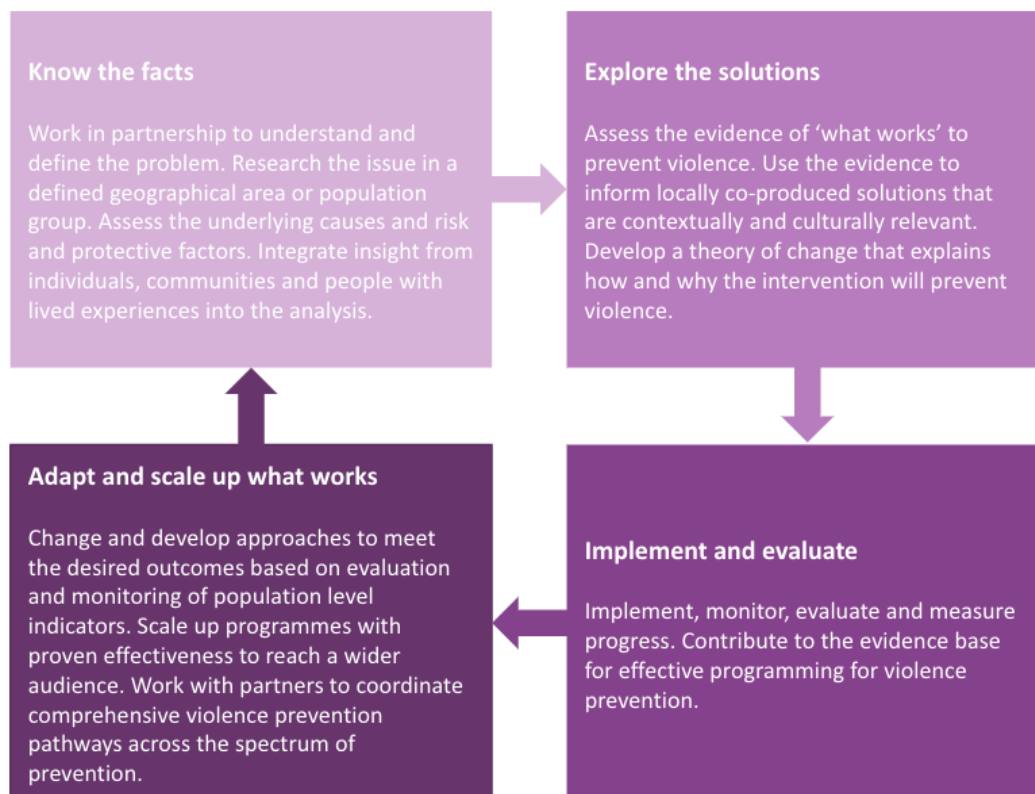 Know the facts
Work in partnership to understand and
define the problem. Research the issue in a
defined geographical area or population
group. Assess the underlying causes and risk
and protective factors. Integrate insight from
individuals, communities and people with
lived experiences into the analysis.
Explore the solutions
Assess the evidence of ‘what works’ to
prevent violence. Use the evidence to
inform locally co-produced solutions that
are contextually and culturally relevant.
Develop a theory of change that explains
how and why the intervention will prevent
violence.
Implement and evaluate
Implement, monitor, evaluate and measure
progress. Contribute to the evidence base
for effective programming for violence
prevention.
Adapt and scale up what works
Change and develop approaches to meet
the desired outcomes based on evaluation
and monitoring of population level
indicators. Scale up programmes with
proven effectiveness to reach a wider
audience. Work with partners to coordinate
comprehensive violence prevention
pathways across the spectrum of
prevention.